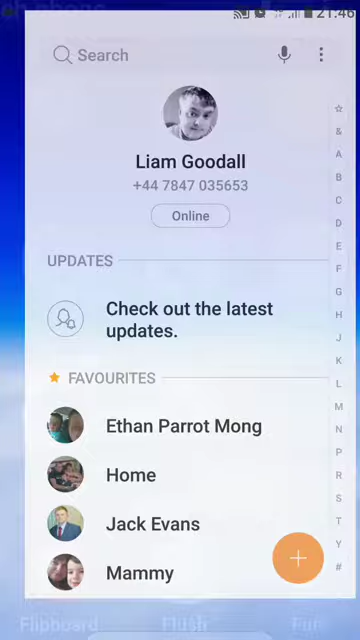 21:46
Search
Liam Goodall
+44 7847 035653
Online
UPDATES
Check out the latest
updates.
FAVOURITES
Ethan Parrot Mong
Home
Jack Evans
Mammy
&
A
B
C
D
E
F
G
H
J
K
L
M
N
P
R
S
T
Y
#
Flipboard
Flush